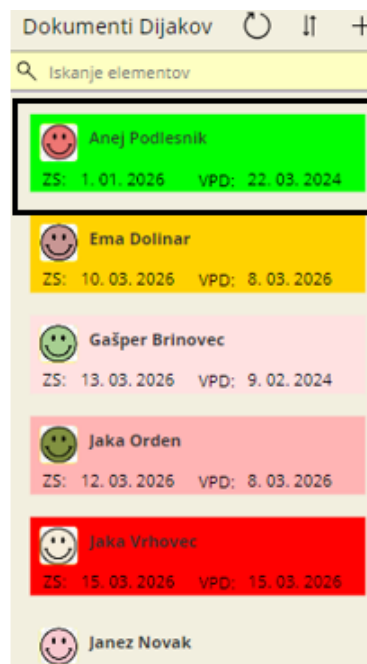 Dokumenti Dijakov
Iskanje elementov
Anej Podlesnik
ZS: 1. 01. 2026 VPD: 22. 03. 2024
Ema Dolinar
ZS: 10. 03. 2026 VPD: 8. 03. 2026
Gašper Brinovec
ZS: 13. 03. 2026 VPD: 9. 02. 2024
Jaka Orden
ZS: 12. 03. 2026 VPD: 8. 03. 2026
Jaka Vrhovec
ZS: 15. 03. 2026 VPD: 15. 03. 2026
Janez Novak